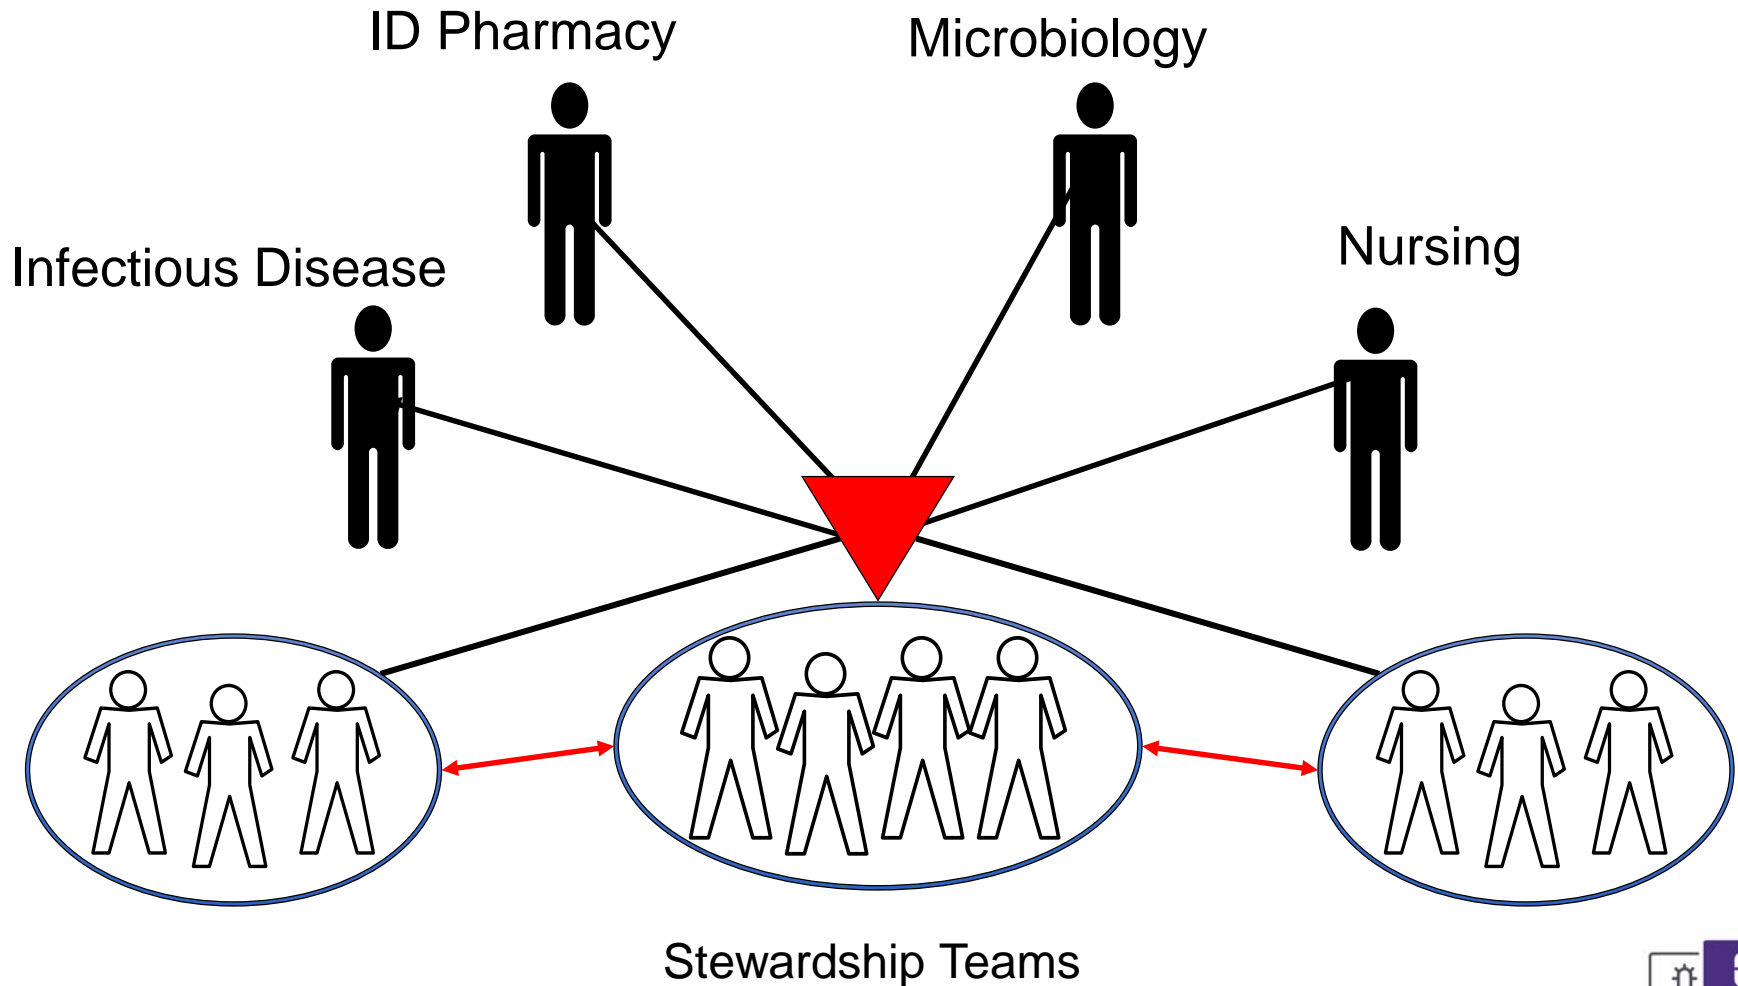 ID Pharmacy
Microbiology
Infectious Disease
Nursing
Stewardship Teams